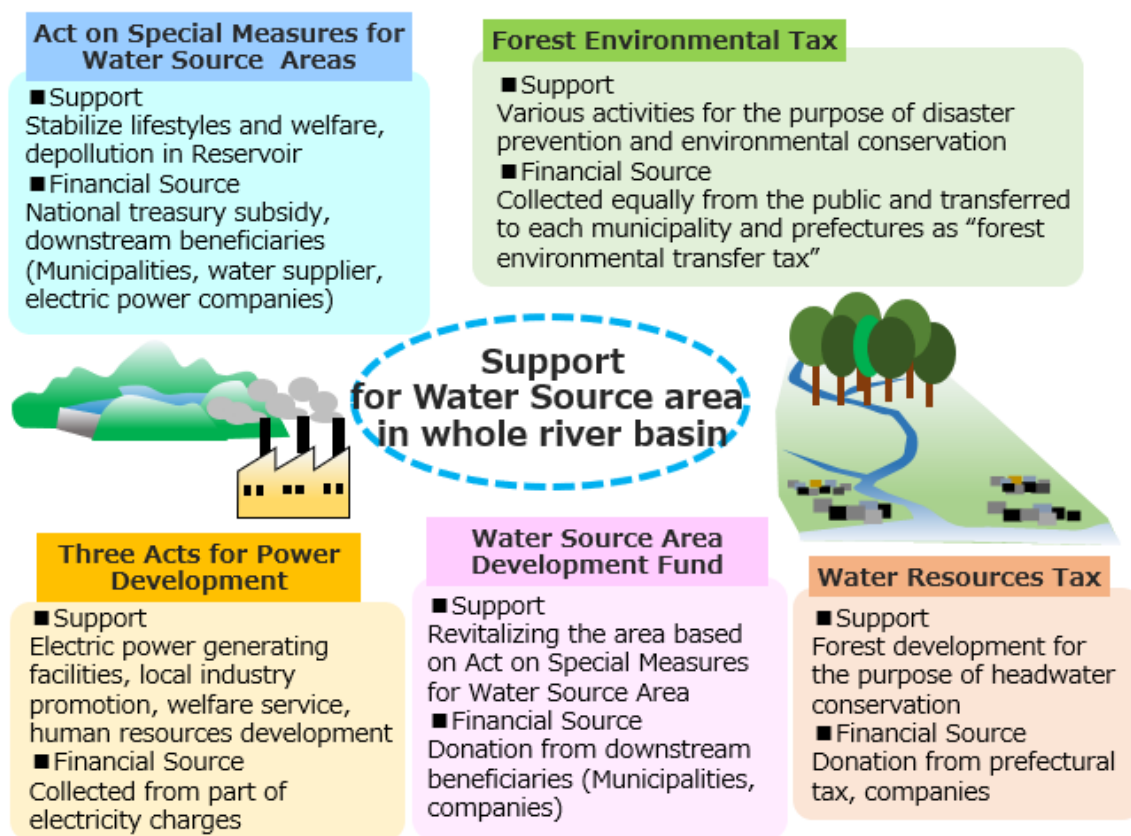 Act on Special Measures for
Water Source Areas
■Support
Stabilize lifestyles and welfare,
depollution in Reservoir
■Financial Source
National treasury subsidy,
downstream beneficiaries
(Municipalities, water supplier,
electric power companies)
Forest Environmental Tax
■Support
Various activities for the purpose of disaster
prevention and environmental conservation
■Financial Source
Collected equally from the public and transferred
to each municipality and prefectures as “forest
environmental transfer tax”
Support
for Water Source area
in whole river basin
Three Acts for Power
Development
■Support
Electric power generating
facilities, local industry
promotion, welfare service,
human resources development
■Financial Source
Collected from part of
electricity charges
Water Source Area
Development Fund
■Support
Revitalizing the area based
on Act on Special Measures
for Water Source Area
■Financial Source
Donation from downstream
beneficiaries (Municipalities,
companies)
Water Resources Tax
■Support
Forest development for
the purpose of headwater
conservation
■Financial Source
Donation from prefectural
tax, companies